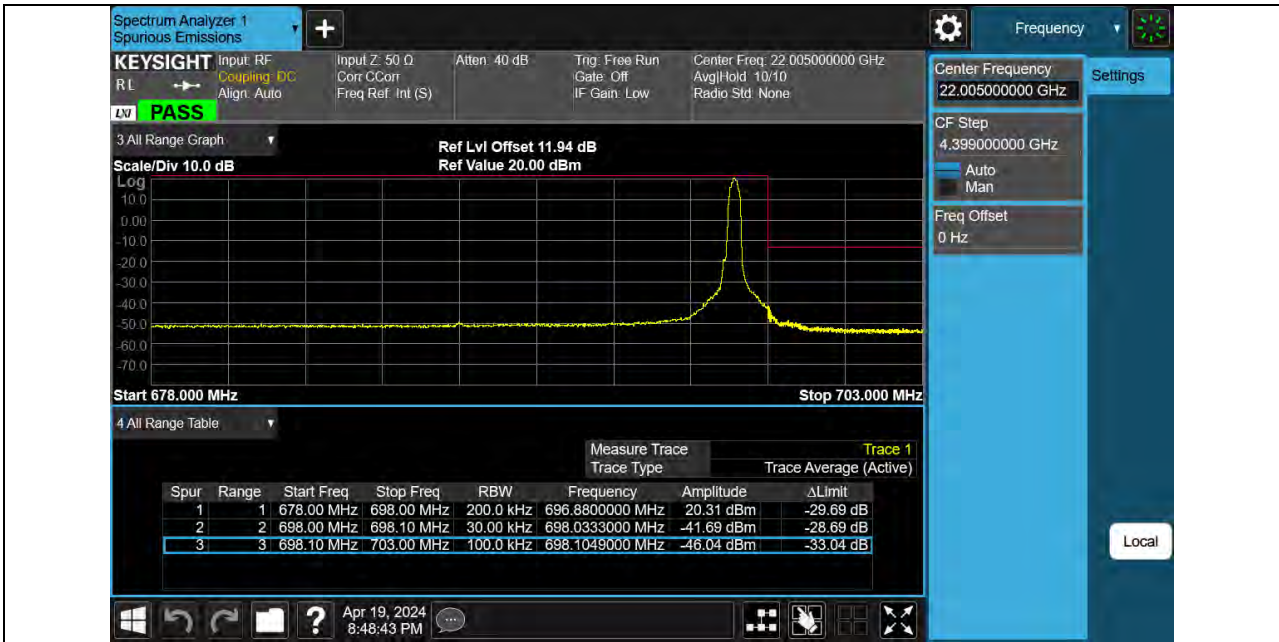 Spectrum Analyzer 1
Spurious Emissions
Frequency
KEYSIGHT Input: RF Input Z: 50 Ω Atten: 40 dB Trig: Free Run Center Freq: 22.005000000 GHz
RL Coupling: DC Corr CCorr Gate: Off Avg|Hold: 10/10
Align: Auto Freq Ref: Int (S) IF Gain: Low Radio Std: None
LXI PASS
3 All Range Graph
Ref Lvl Offset 11.94 dB
Scale/Div 10.0 dB Ref Value 20.00 dBm
Log
10.0
0.00
-10.0
-20.0
-30.0
-40.0
-50.0
-60.0
-70.0
Start 678.000 MHz Stop 703.000 MHz
4 All Range Table
Measure Trace Trace 1
Trace Type Trace Average (Active)
Spur Range Start Freq Stop Freq RBW Frequency Amplitude ΔLimit
1 1 678.00 MHz 698.00 MHz 200.0 kHz 696.8800000 MHz 20.31 dBm -29.69 dB
2 2 698.00 MHz 698.10 MHz 30.00 kHz 698.0333000 MHz -41.69 dBm -28.69 dB
3 3 698.10 MHz 703.00 MHz 100.0 kHz 698.1049000 MHz -46.04 dBm -33.04 dB
Apr 19, 2024
8:48:43 PM
Center Frequency
22.005000000 GHz
Settings
CF Step
4.399000000 GHz
Auto
Man
Freq Offset
0 Hz
Local